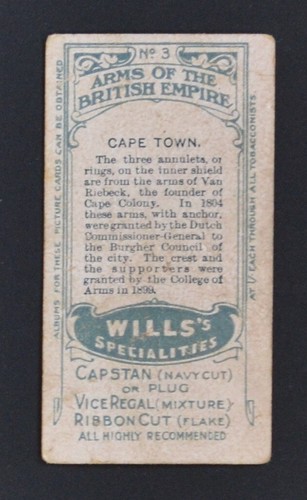 No. 3
ARMS OF THE
BRITISH EMPIRE
CAPE TOWN.
The three annulets, or
rings, on the inner shield
are from the arms of Van
Riebeck, the founder of
Cape Colony. In 1804
these arms, with anchor,
were granted by the Dutch
Commissioner-General to
the Burgher Council of
the city. The crest and
the supporters were
granted by the College of
Arms in 1899.
WILLS'S
SPECIALITIES
CAPSTAN (NAVY CUT)
OR PLUG
VICE REGAL (MIXTURE)
RIBBON CUT (FLAKE)
ALL HIGHLY RECOMMENDED
ALBUMS FOR THESE PICTURE CARDS CAN BE OBTAINED
AT 1/- EACH THROUGH ALL TOBACCONISTS